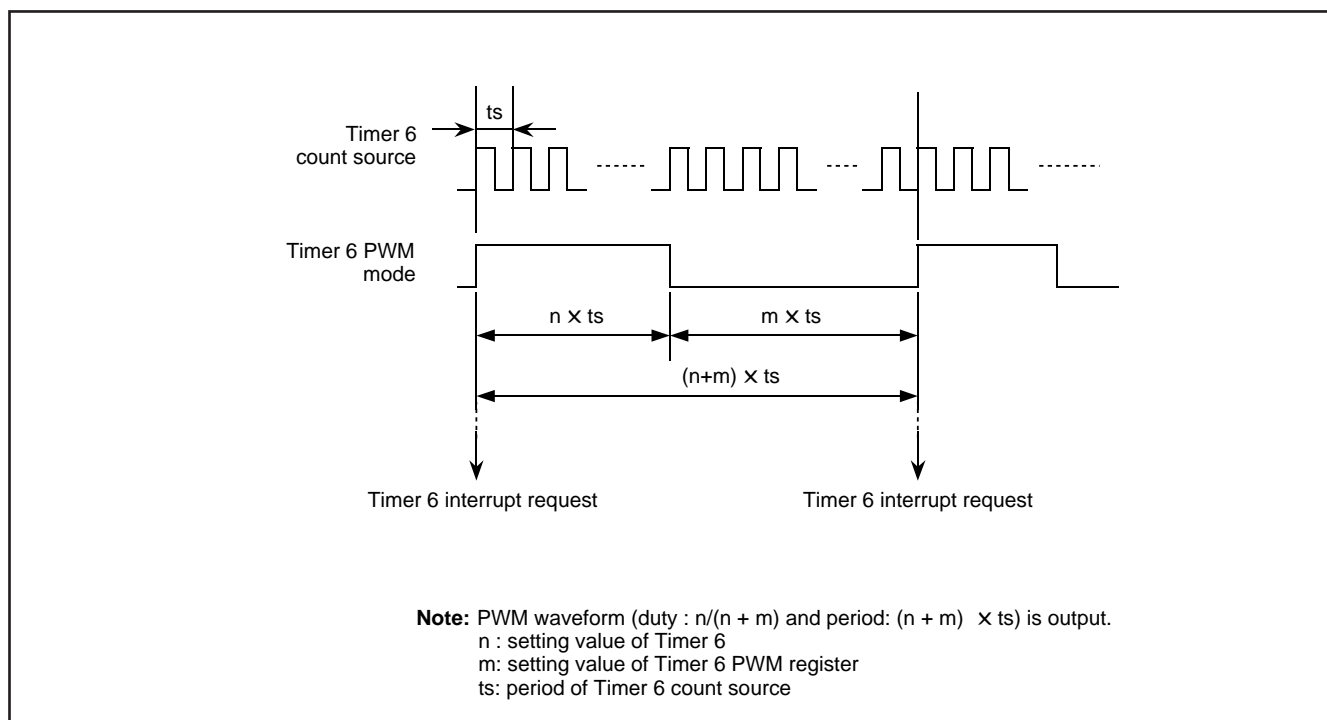 ts
Timer 6
count source
Timer 6 PWM
mode
n × ts
m × ts
(n+m) × ts
Timer 6 interrupt request
Timer 6 interrupt request
Note: PWM waveform (duty : n/(n + m) and period: (n + m) × ts) is output.
n : setting value of Timer 6
m: setting value of Timer 6 PWM register
ts: period of Timer 6 count source